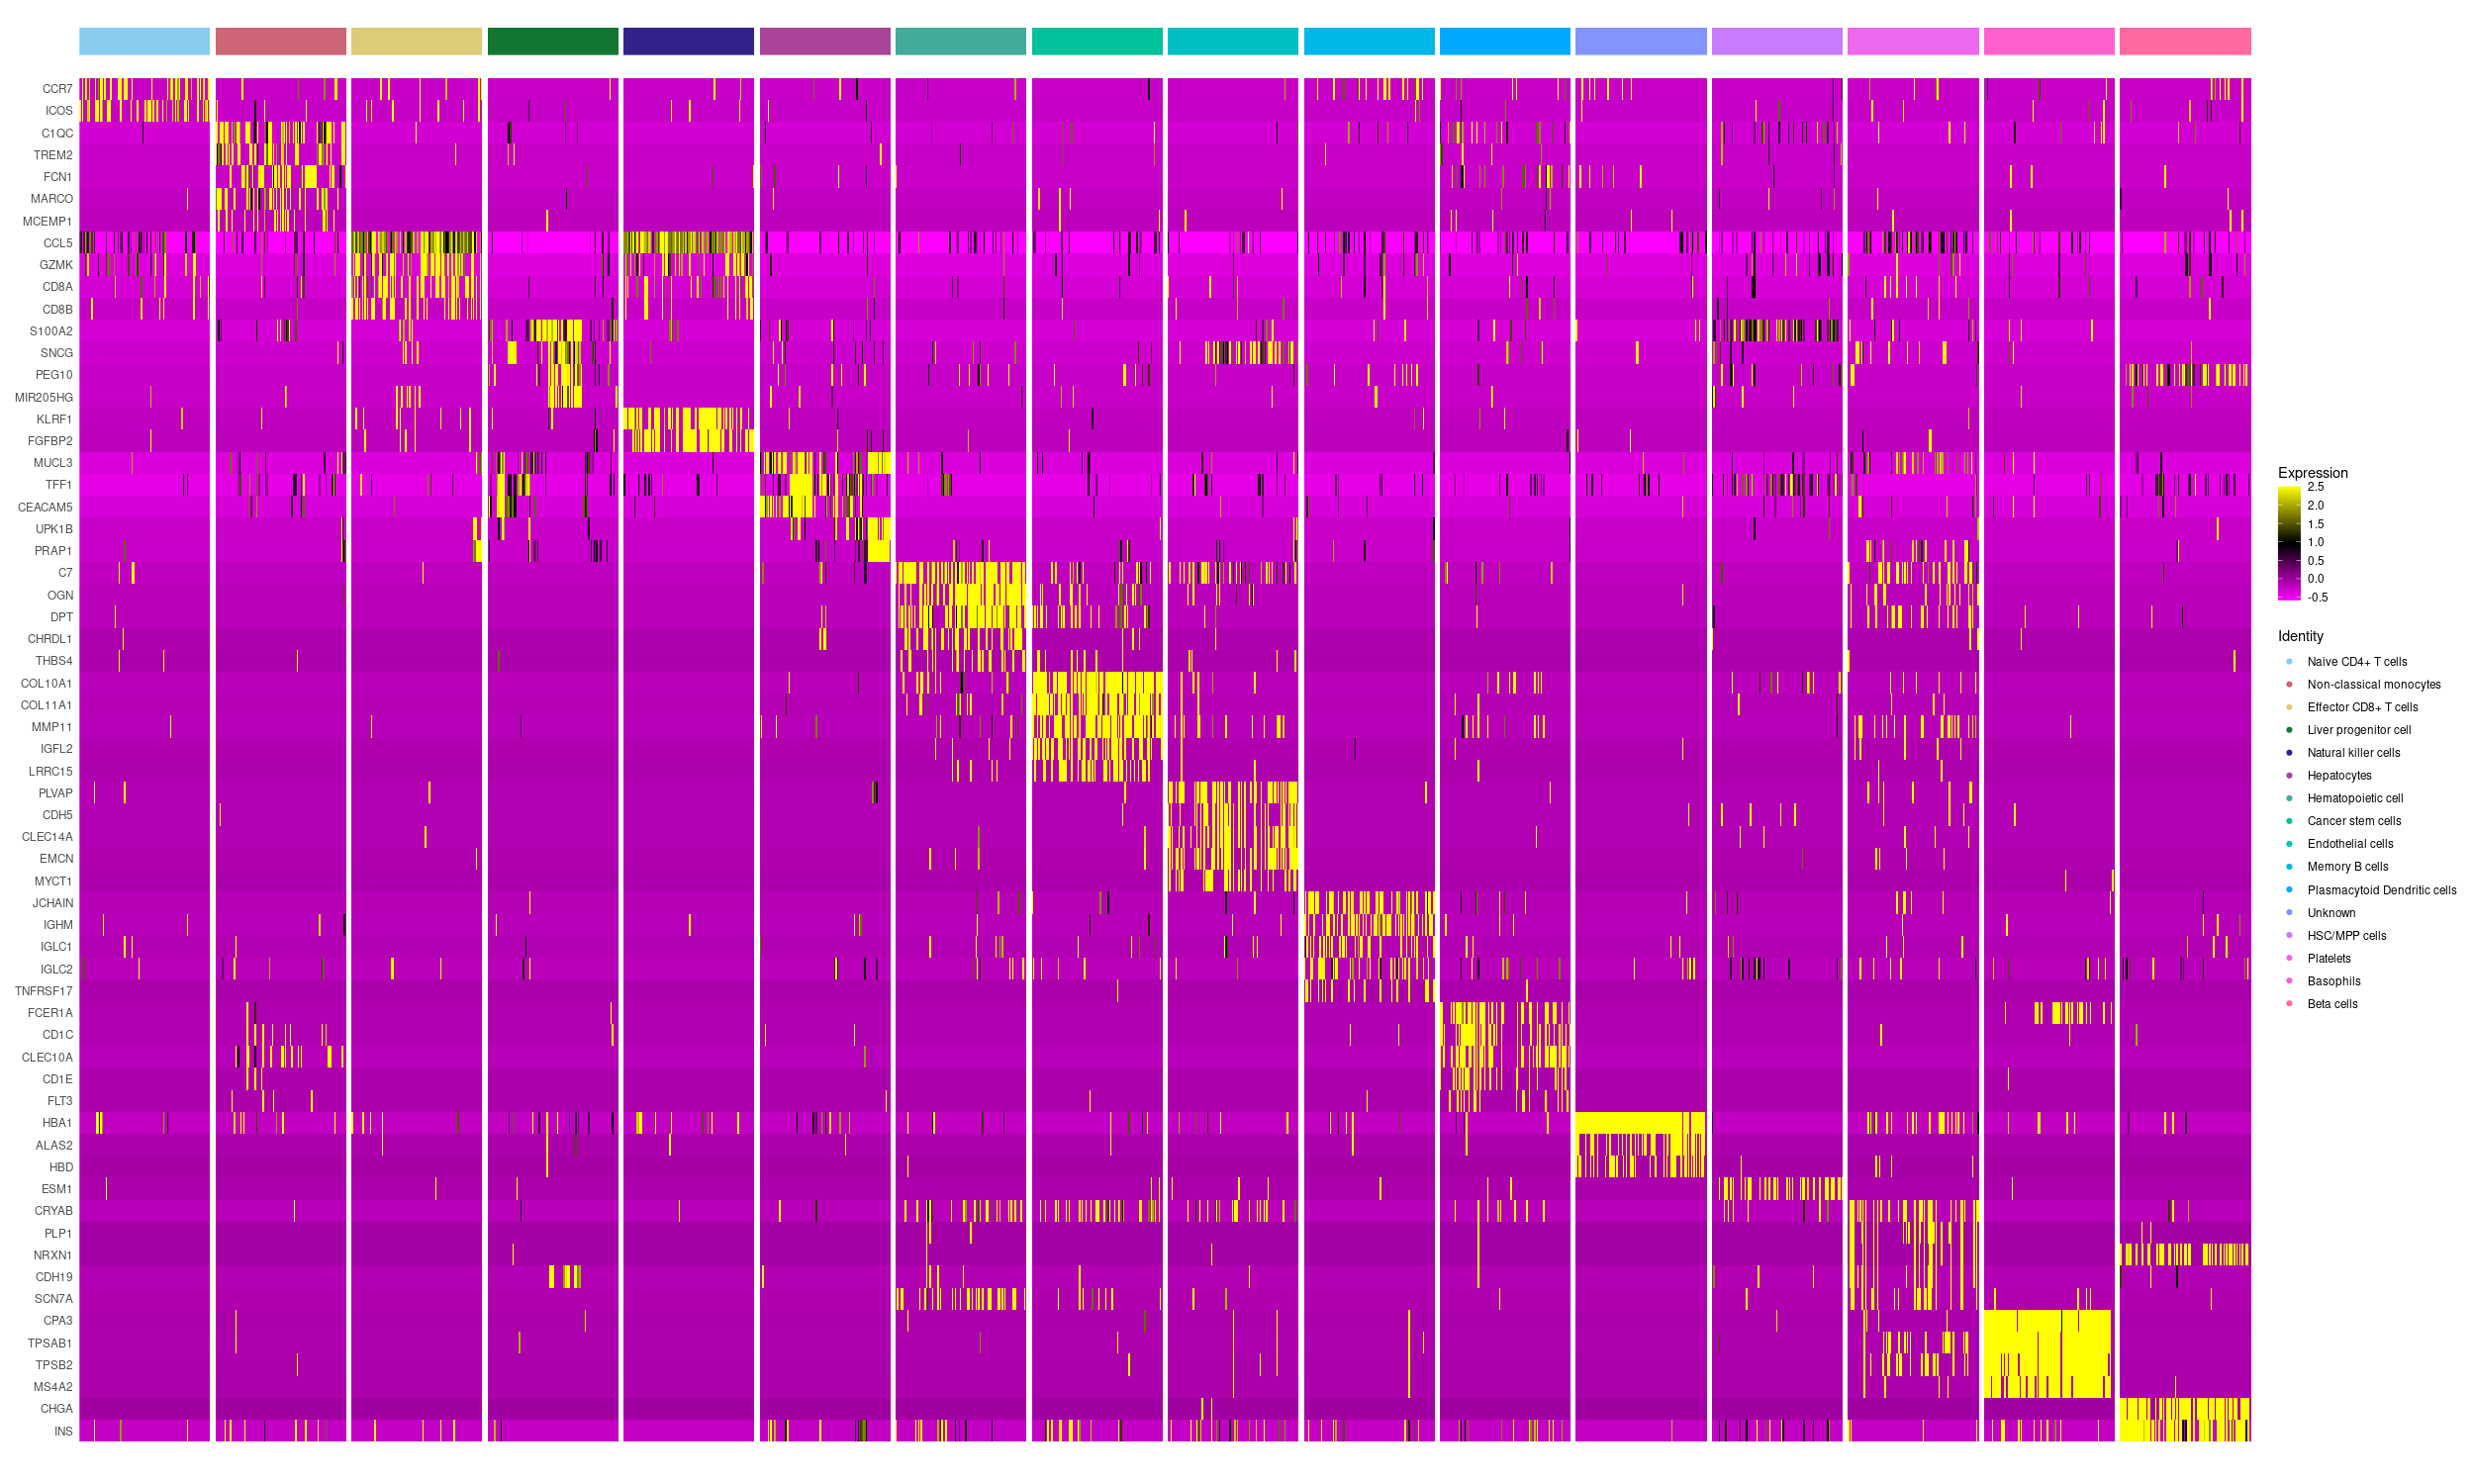 CCR7
ICOS
C1QC
TREM2
FCN1
MARCO
MCEMP1
CCL5
GZMK
CD8A
CD8B
S100A2
SNCG
PEG10
MIR205HG
KLRF1
FGFBP2
MUCL3
TFF1
CEACAM5
UPK1B
PRAP1
C7
OGN
DPT
CHRDL1
THBS4
COL10A1
COL11A1
MMP11
IGFL2
LRRC15
PLVAP
CDH5
CLEC14A
EMCN
MYCT1
JCHAIN
IGHM
IGLC1
IGLC2
TNFRSF17
FCER1A
CD1C
CLEC10A
CD1E
FLT3
HBA1
ALAS2
HBD
ESM1
CRYAB
PLP1
NRXN1
CDH19
SCN7A
CPA3
TPSAB1
TPSB2
MS4A2
CHGA
INS
Expression
2.5
2.0
1.5
1.0
0.5
0.0
-0.5
Identity
Naive CD4+ T cells
Non-classical monocytes
Effector CD8+ T cells
Liver progenitor cell
Natural killer cells
Hepatocytes
Hematopoietic cell
Cancer stem cells
Endothelial cells
Memory B cells
Plasmacytoid Dendritic cells
Unknown
HSC/MPP cells
Platelets
Basophils
Beta cells